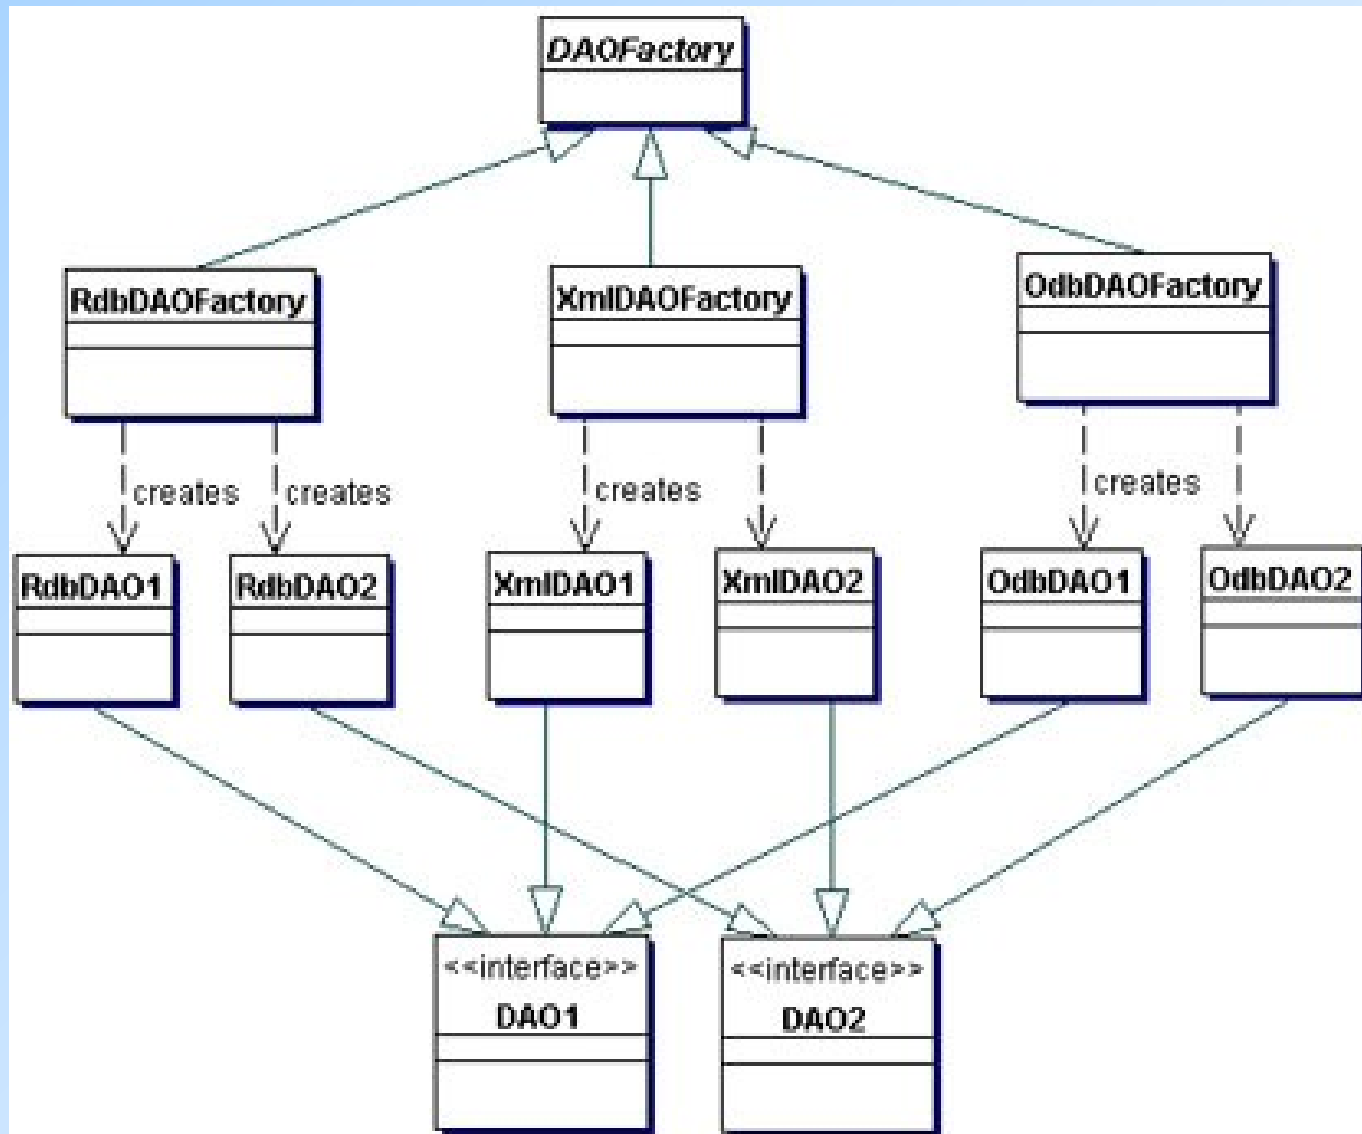 DAOFactory
RdbDAOFactory
XmlDAOFactory
OdbDAOFactory
creates
creates
creates
creates
RdbDAO1
RdbDAO2
XmlDAO1
XmlDAO2
OdbDAO1
OdbDAO2
<<interface>>
DAO1
<<interface>>
DAO2